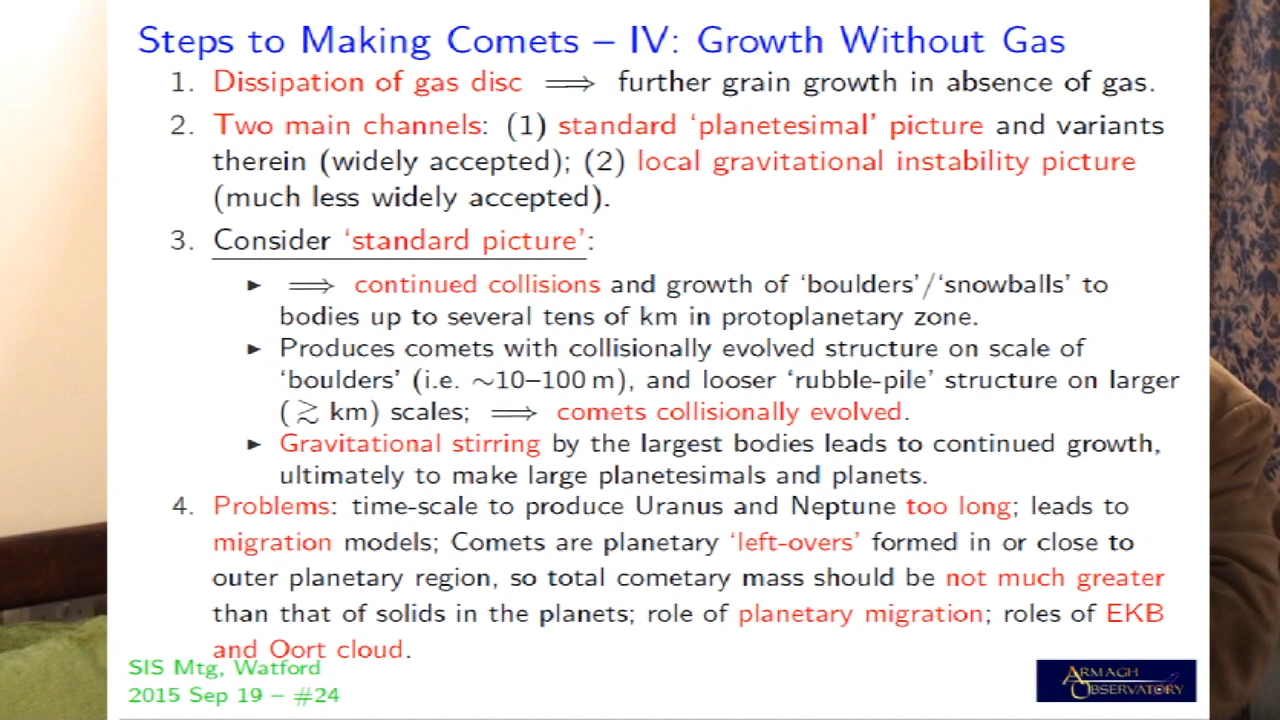 Steps to Making Comets – IV: Growth Without Gas
1. Dissipation of gas disc ⟹ further grain growth in absence of gas.
2. Two main channels: (1) standard ‘planetesimal’ picture and variants
therein (widely accepted); (2) local gravitational instability picture
(much less widely accepted).
3. Consider ‘standard picture’:
▶ ⟹ continued collisions and growth of ‘boulders’/‘snowballs’ to
bodies up to several tens of km in protoplanetary zone.
▶ Produces comets with collisionally evolved structure on scale of
‘boulders’ (i.e. ∼10–100 m), and looser ‘rubble-pile’ structure on larger
(≳ km) scales; ⟹ comets collisionally evolved.
▶ Gravitational stirring by the largest bodies leads to continued growth,
ultimately to make large planetesimals and planets.
4. Problems: time-scale to produce Uranus and Neptune too long; leads to
migration models; Comets are planetary ‘left-overs’ formed in or close to
outer planetary region, so total cometary mass should be not much greater
than that of solids in the planets; role of planetary migration; roles of EKB
and Oort cloud.
SIS Mtg, Watford
2015 Sep 19 – #24
ARMAGH
OBSERVATORY